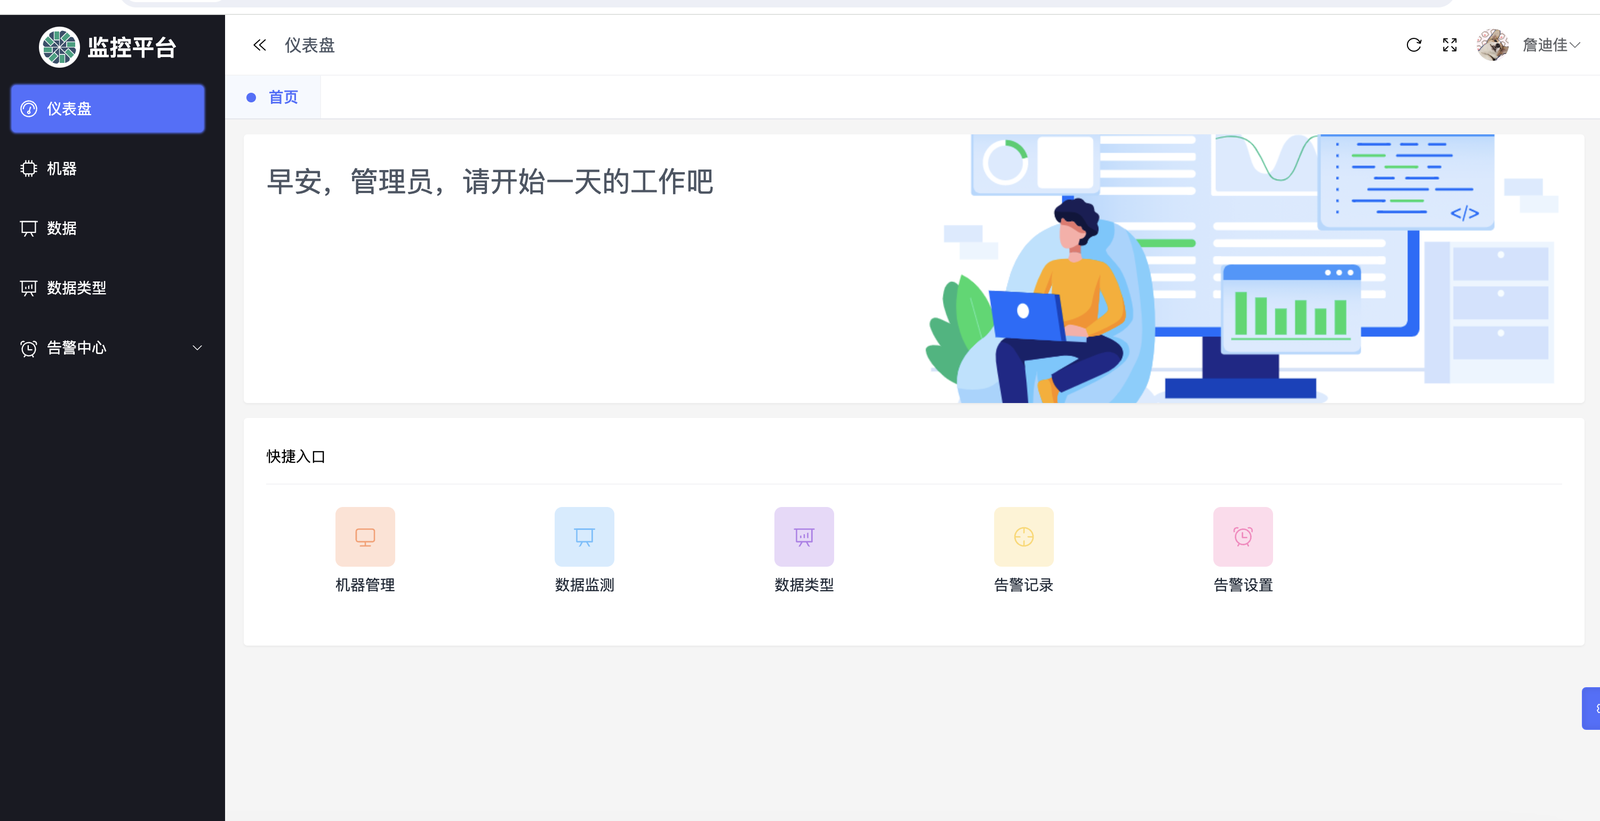 监控平台
仪表盘
詹迪佳
仪表盘
首页
机器
数据
数据类型
告警中心
早安，管理员，请开始一天的工作吧
</>
快捷入口
机器管理
数据监测
数据类型
告警记录
告警设置